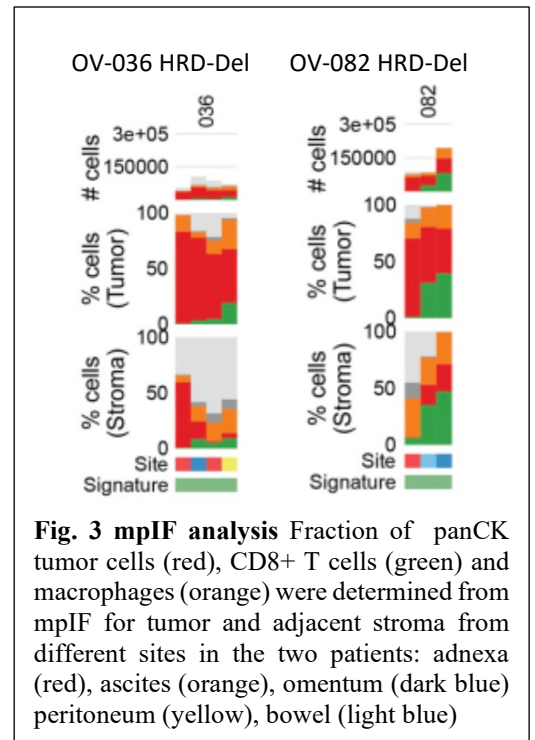 OV-036 HRD-Del OV-082 HRD-Del
036
082
# cells
3e+05
150000
# cells
3e+05
150000
% cells
(Tumor)
100
50
0
% cells
(Tumor)
100
50
0
% cells
(Stroma)
100
50
0
% cells
(Stroma)
100
50
0
Site
Site
Signature
Signature
Fig. 3 mpIF analysis Fraction of panCK
tumor cells (red), CD8+ T cells (green) and
macrophages (orange) were determined from
mpIF for tumor and adjacent stroma from
different sites in the two patients: adnexa
(red), ascites (orange), omentum (dark blue)
peritoneum (yellow), bowel (light blue)